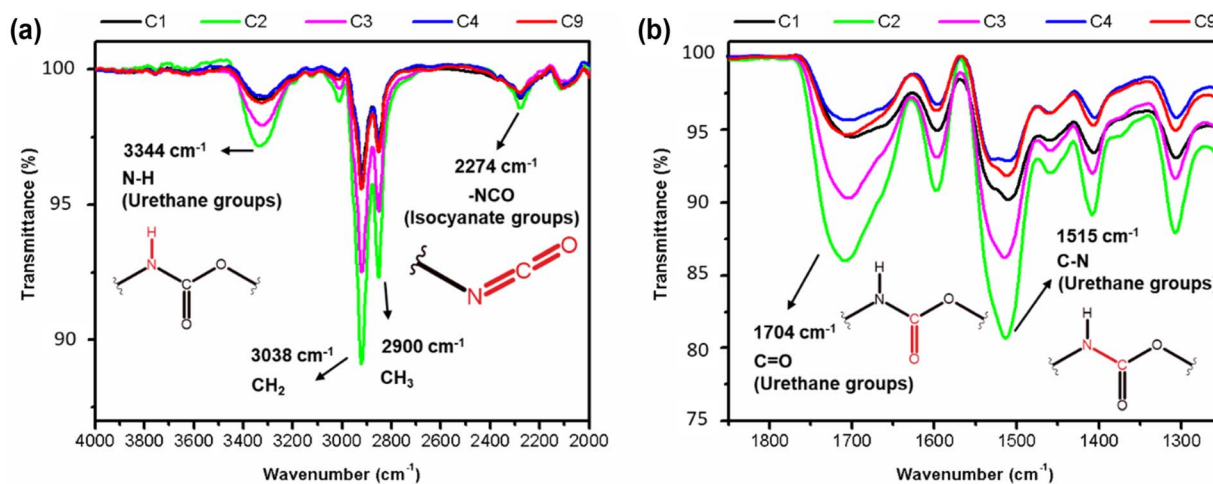 C1 C2 C3 C4 C9
(a)
Transmittance (%)
100
95
90
85
3344 cm-1
N-H
(Urethane groups)
H
N
C
O
O
2274 cm-1
-NCO
(Isocyanate groups)
N
C
O
3038 cm-1
CH2
2900 cm-1
CH3
4000 3800 3600 3400 3200 3000 2800 2600 2400 2200 2000
Wavenumber (cm-1)
C1 C2 C3 C4 C9
(b)
Transmittance (%)
100
95
90
85
80
75
1704 cm-1
C=O
(Urethane groups)
H
N
C
O
O
1515 cm-1
C-N
(Urethane groups)
H
N
C
O
O
1800 1700 1600 1500 1400 1300
Wavenumber (cm-1)